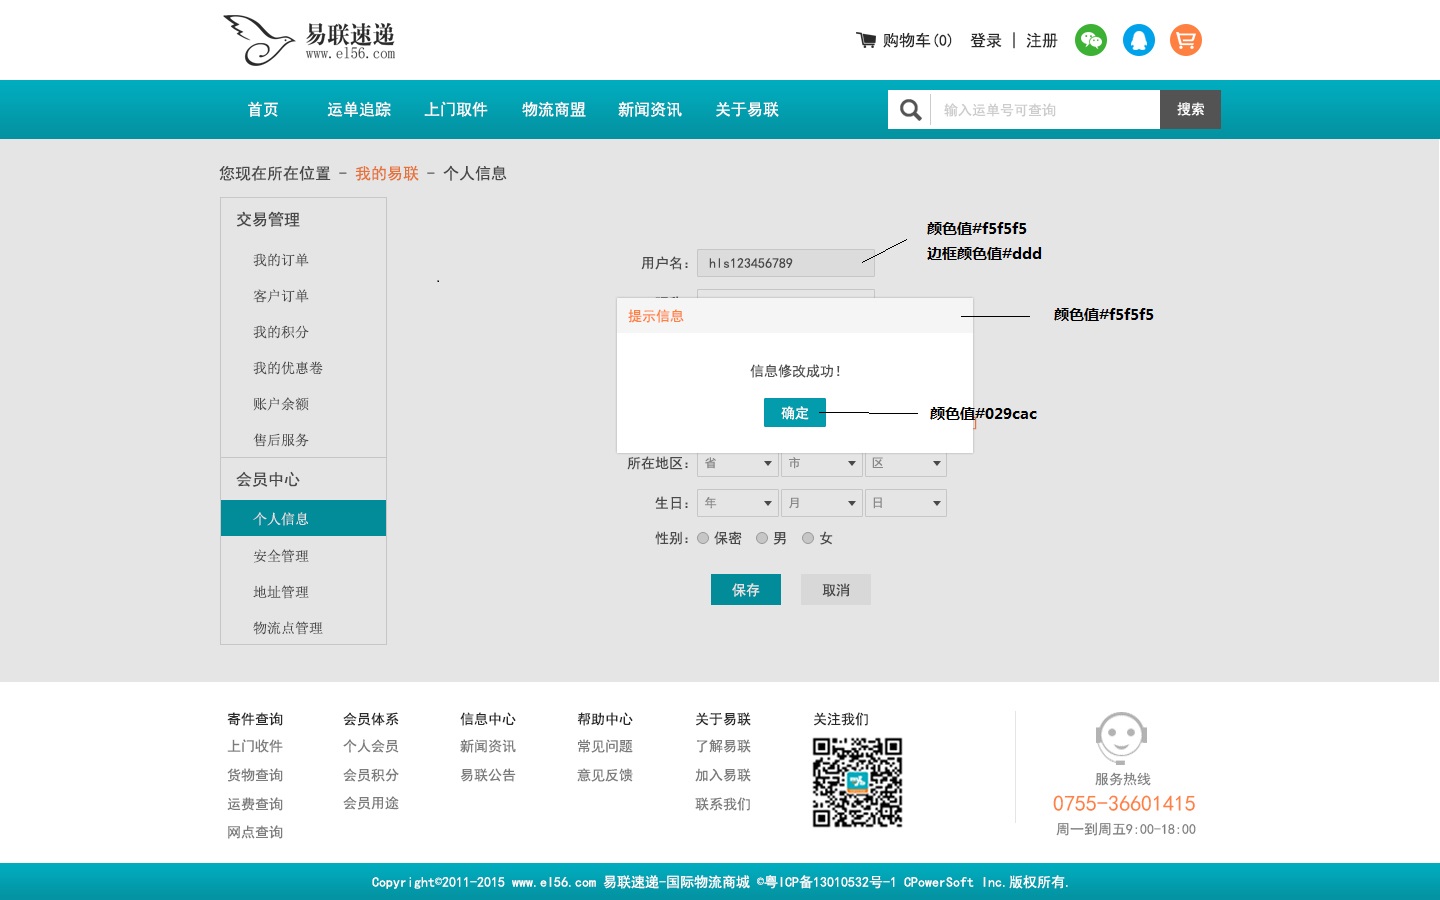 易联速递
www.el56.com
购物车(0) 登录 | 注册
首页 运单追踪 上门取件 物流商盟 新闻资讯 关于易联
输入运单号可查询 搜索
您现在所在位置 - 我的易联 - 个人信息
交易管理
我的订单
客户订单
我的积分
我的优惠卷
账户余额
售后服务
会员中心
个人信息
安全管理
地址管理
物流点管理
用户名: hls123456789
颜色值#f5f5f5
边框颜色值#ddd
提示信息
颜色值#f5f5f5
信息修改成功!
确定
颜色值#029cac
所在地区: 省 市 区
生日: 年 月 日
性别: 保密 男 女
保存 取消
寄件查询
上门收件
货物查询
运费查询
网点查询
会员体系
个人会员
会员积分
会员用途
信息中心
新闻资讯
易联公告
帮助中心
常见问题
意见反馈
关于易联
了解易联
加入易联
联系我们
关注我们
服务热线
0755-36601415
周一到周五9:00-18:00
Copyright©2011-2015 www.el56.com 易联速递-国际物流商城 ©粤ICP备13010532号-1 CPowerSoft Inc.版权所有.